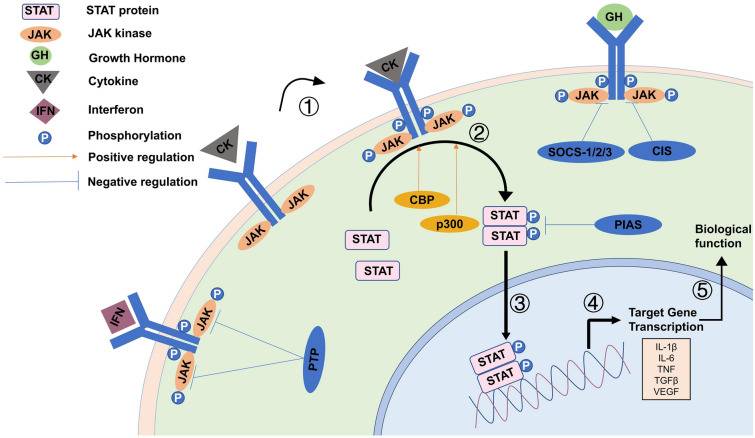 STAT STAT protein
JAK JAK kinase
GH Growth Hormone
CK Cytokine
IFN Interferon
P Phosphorylation
Positive regulation
Negative regulation
①
CK
JAK
JAK
CK
P
P
P
P
JAK
JAK
②
CBP
p300
STAT
STAT
STAT P
STAT P
PIAS
GH
P P
P JAK JAK P
SOCS-1/2/3
CIS
IFN
P
P
P
P
JAK
JAK
PTP
③
STAT P
STAT P
④
Target Gene
Transcription
IL-1β
IL-6
TNF
TGFβ
VEGF
⑤
Biological
function